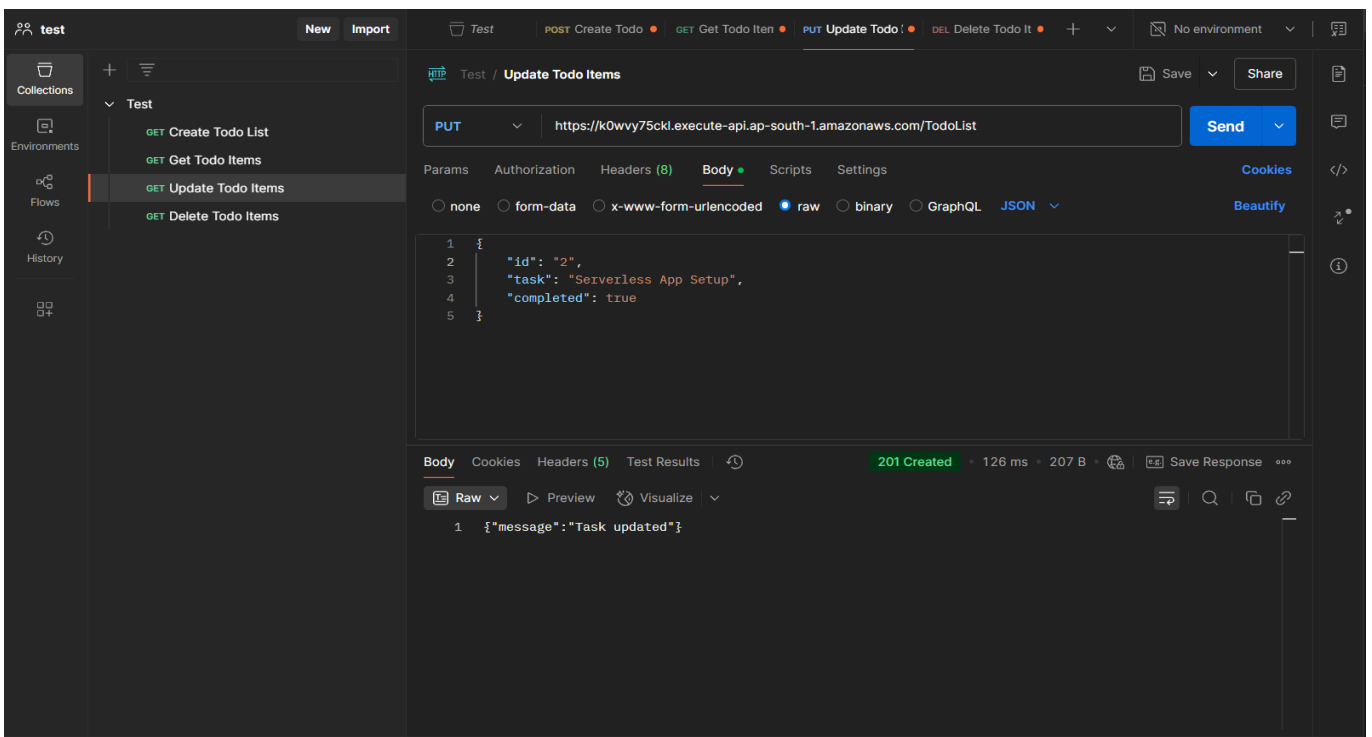 test New Import
Test POST Create Todo GET Get Todo Iten PUT Update Todo DEL Delete Todo It No environment
Collections
Environments
Flows
History
Test
GET Create Todo List
GET Get Todo Items
GET Update Todo Items
GET Delete Todo Items
HTTP Test / Update Todo Items Save Share
PUT https://k0wvy75ckl.execute-api.ap-south-1.amazonaws.com/TodoList Send
Params Authorization Headers (8) Body Scripts Settings Cookies
none form-data x-www-form-urlencoded raw binary GraphQL JSON Beautify
1 {
2 "id": "2",
3 "task": "Serverless App Setup",
4 "completed": true
5 }
Body Cookies Headers (5) Test Results 201 Created 126 ms 207 B e.g. Save Response
Raw Preview Visualize
1 {"message":"Task updated"}